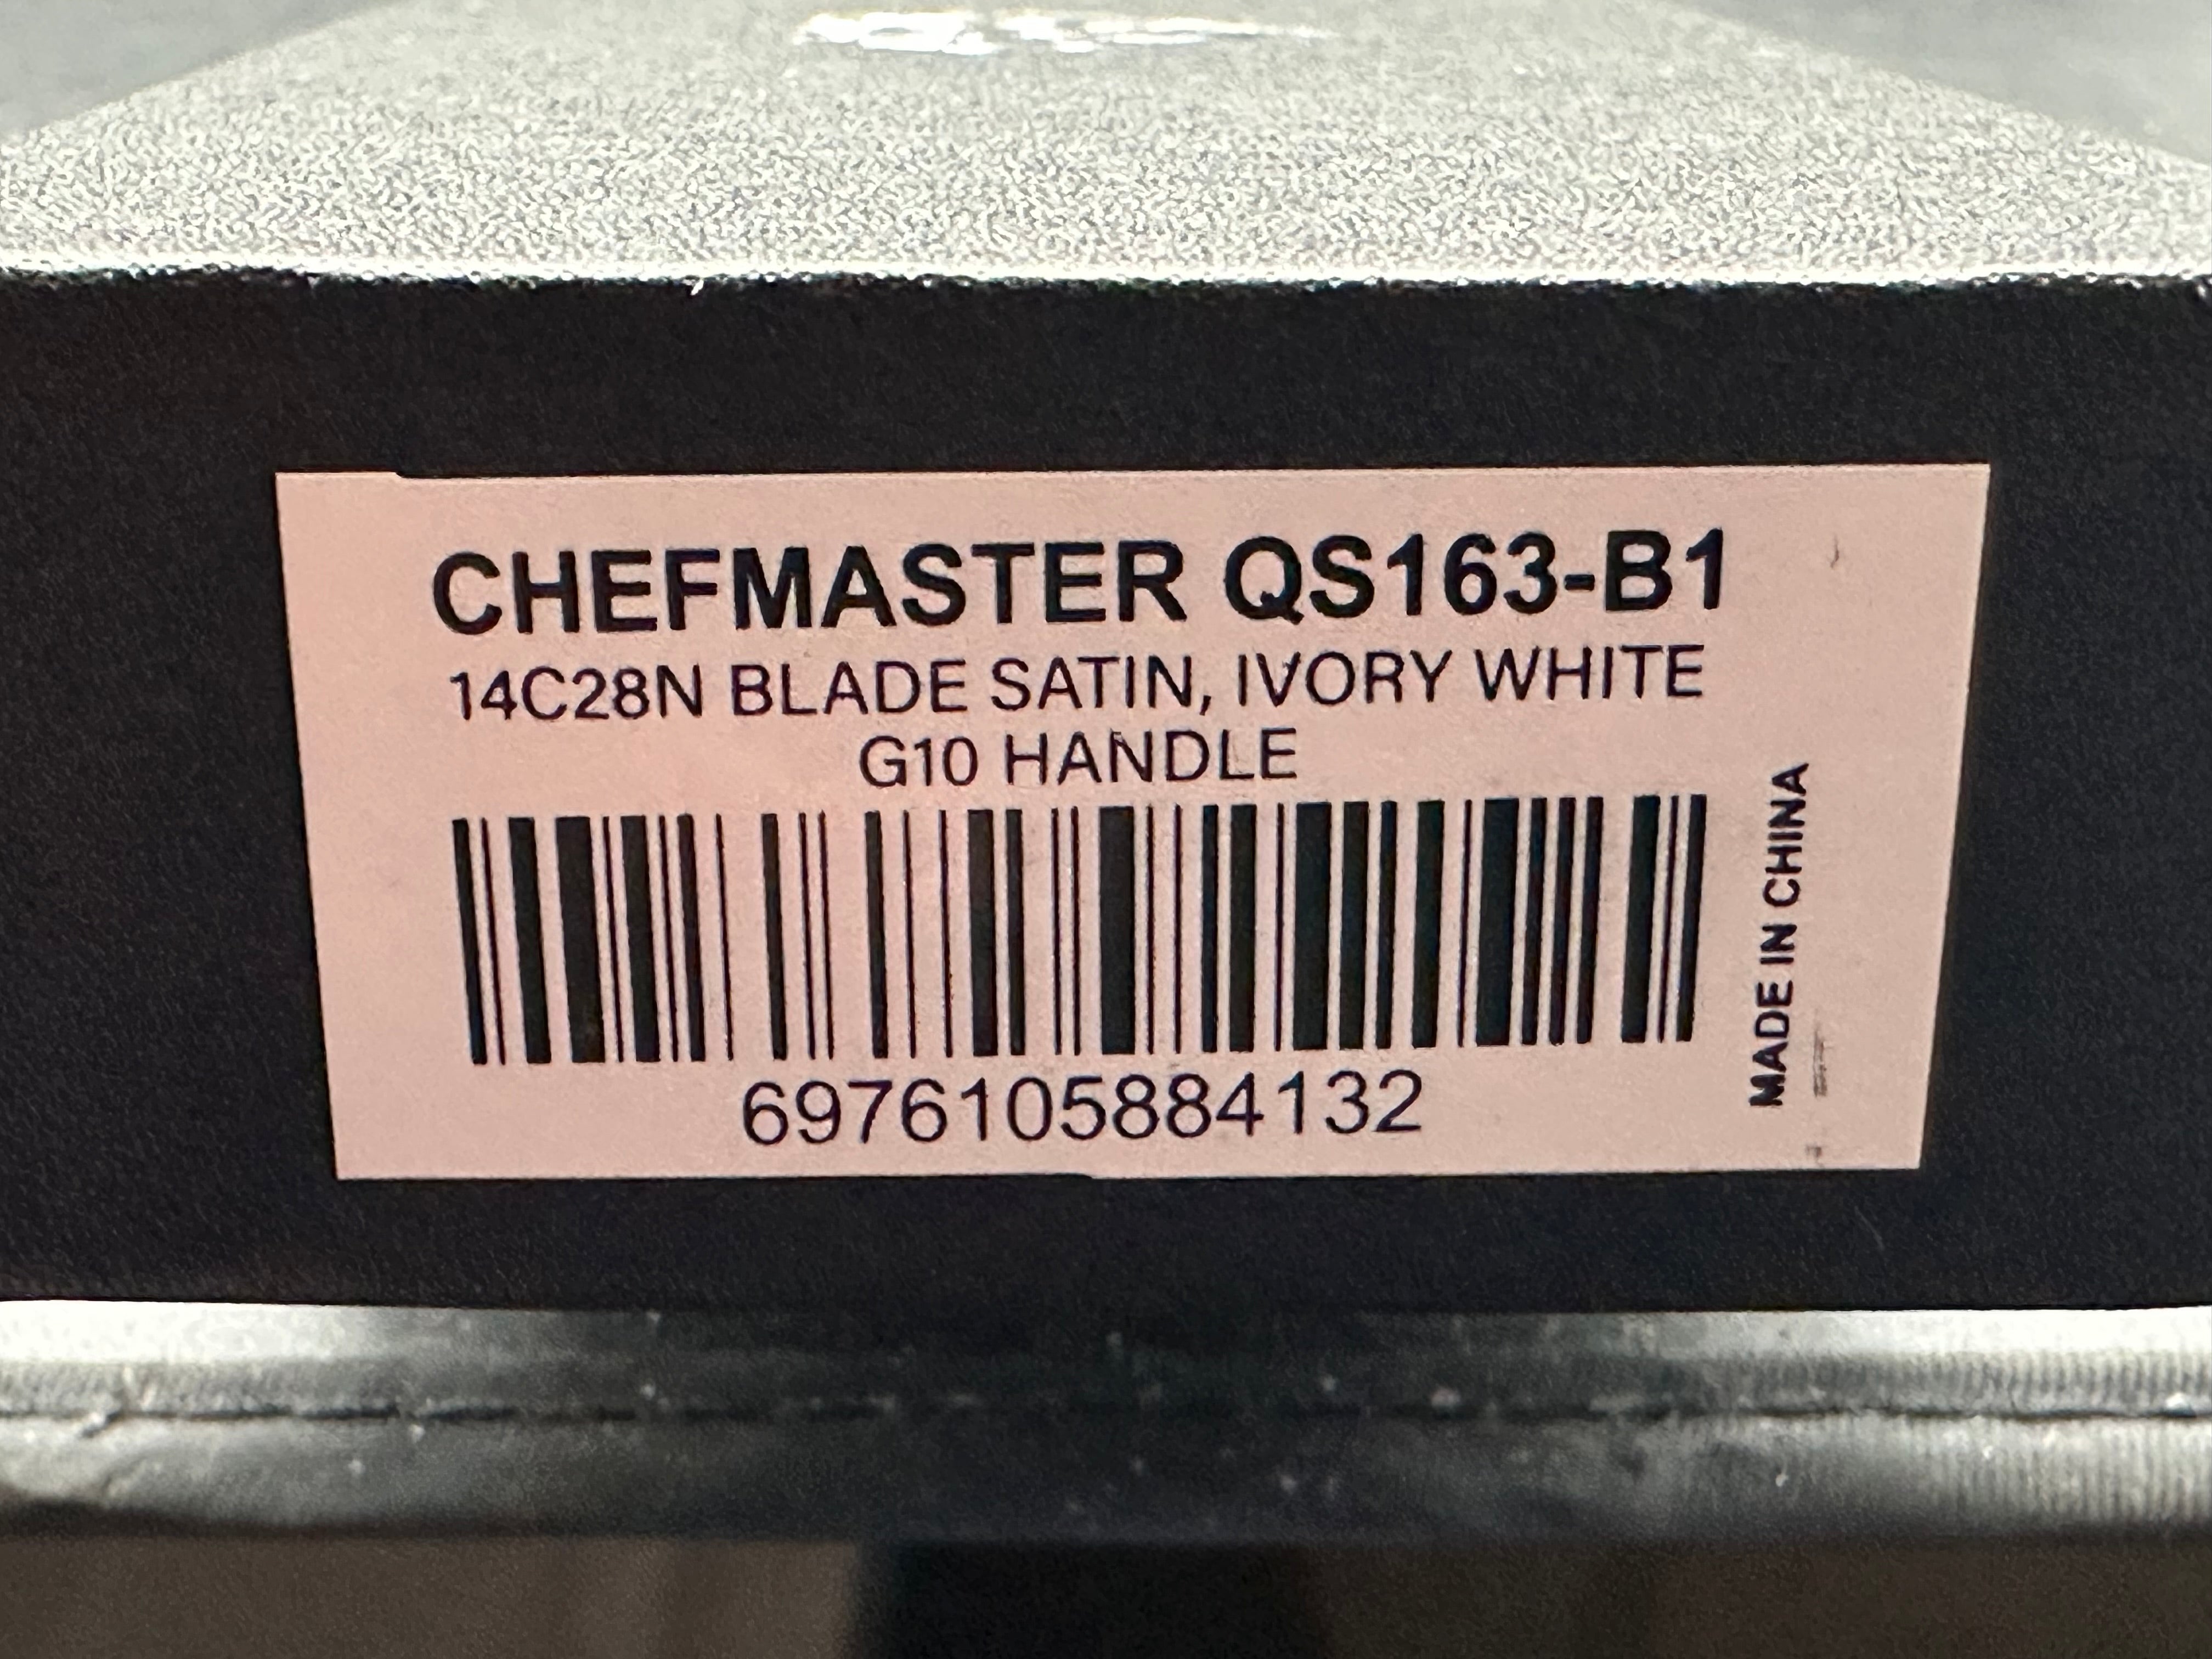 CHEFMASTER QS163-B1
14C28N BLADE SATIN, IVORY WHITE
G10 HANDLE
6976105884132
MADE IN CHINA